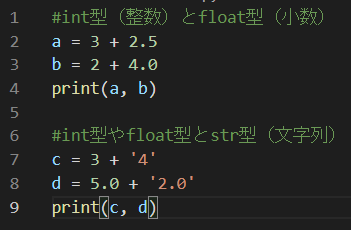 1 #int型（整数）とfloat型（小数）
2 a = 3 + 2.5
3 b = 2 + 4.0
4 print(a, b)
5
6 #int型やfloat型とstr型（文字列）
7 c = 3 + '4'
8 d = 5.0 + '2.0'
9 print(c, d)